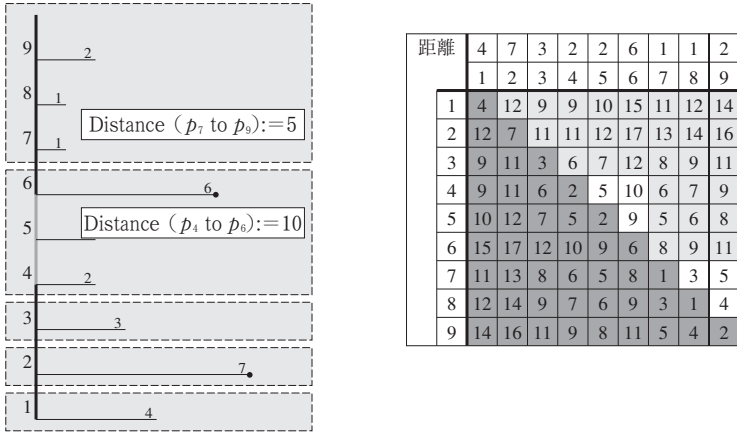 9 2
8 1
Distance (p₇ to p₉):=5
7 1
6 6
Distance (p₄ to p₆):=10
5
4 2
3 3
2 7
1 4
距離 4 7 3 2 2 6 1 1 2
1 2 3 4 5 6 7 8 9
1 4 12 9 9 10 15 11 12 14
2 12 7 11 11 12 17 13 14 16
3 9 11 3 6 7 12 8 9 11
4 9 11 6 2 5 10 6 7 9
5 10 12 7 5 2 9 5 6 8
6 15 17 12 10 9 6 8 9 11
7 11 13 8 6 5 8 1 3 5
8 12 14 9 7 6 9 3 1 4
9 14 16 11 9 8 11 5 4 2